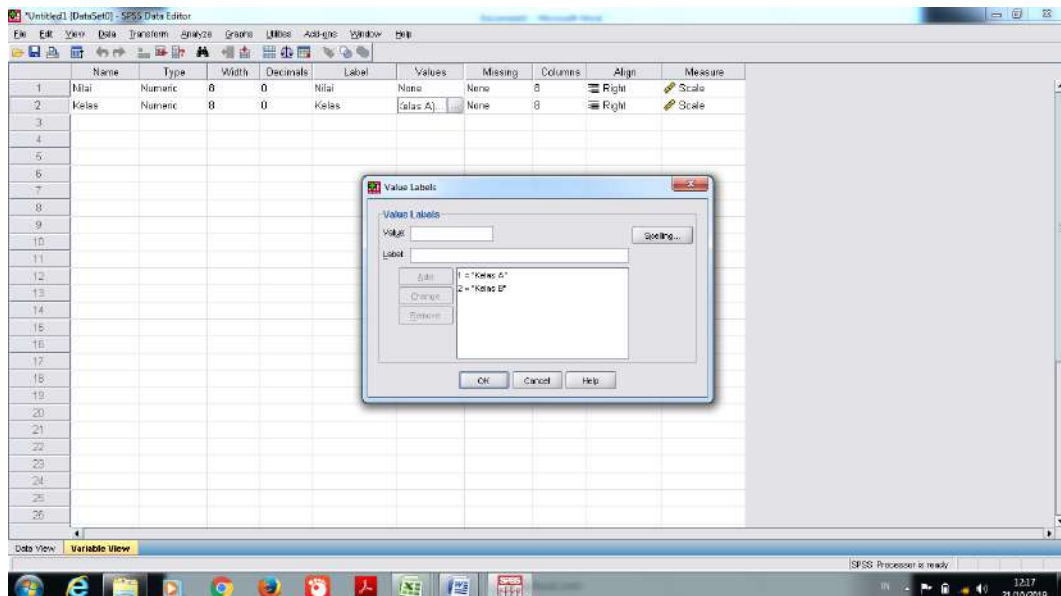 *Untitled1 [DataSet0] - SPSS Data Editor
File Edit View Data Transform Analyze Graphs Utilities Add-ons Window Help
Name Type Width Decimals Label Values Missing Columns Align Measure
1 Nilai Numeric 8 0 Nilai None None 8 Right Scale
2 Kelas Numeric 8 0 Kelas Kelas A}... ... None 8 Right Scale
3
4
5
6
7
8
9
10
11
12
13
14
15
16
17
18
19
20
21
22
23
24
25
26
Value Labels
Value Labels
Value:
Spelling...
Label:
Add
Change
Remove
1 = "Kelas A"
2 = "Kelas B"
OK Cancel Help
Data View Variable View
SPSS Processor is ready
IN 12:17
21/10/2019